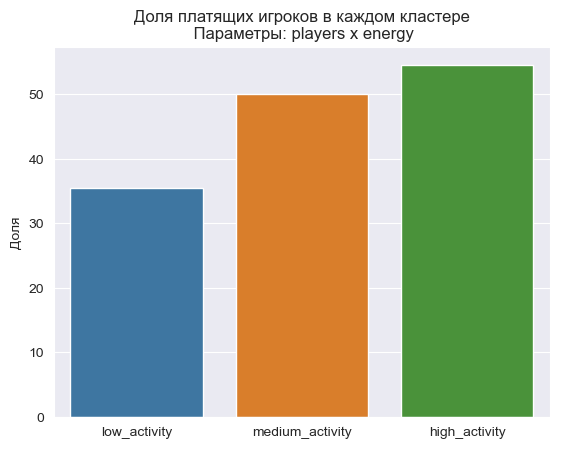 Доля платящих игроков в каждом кластере
Параметры: players x energy
Доля
50
40
30
20
10
0
low_activity
medium_activity
high_activity